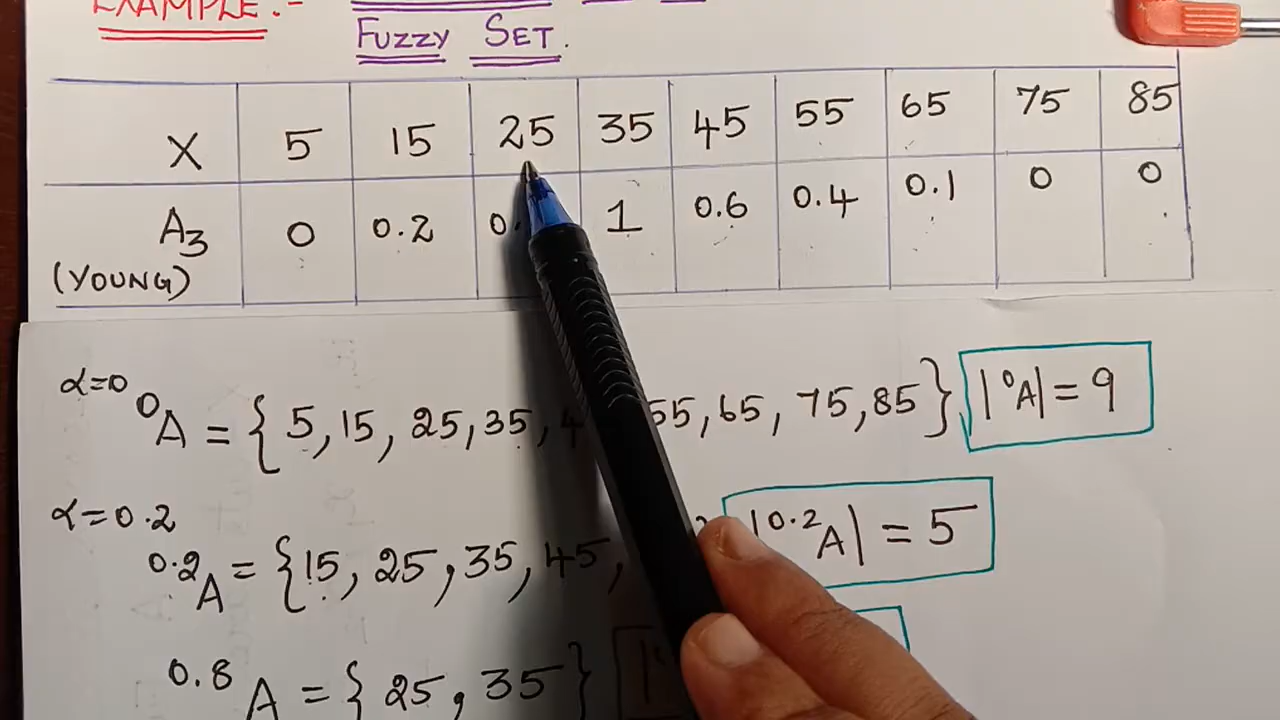 EXAMPLE:-
FUZZY SET.
X 5 15 25 35 45 55 65 75 85
A3 0 0.2 0. 1 0.6 0.4 0.1 0 0
(YOUNG)
α=0
0A = { 5, 15, 25, 35, 55, 65, 75, 85 } |0A| = 9
α=0.2
0.2A = { 15, 25, 35, 45, |0.2A| = 5
0.8A = { 25, 35 }